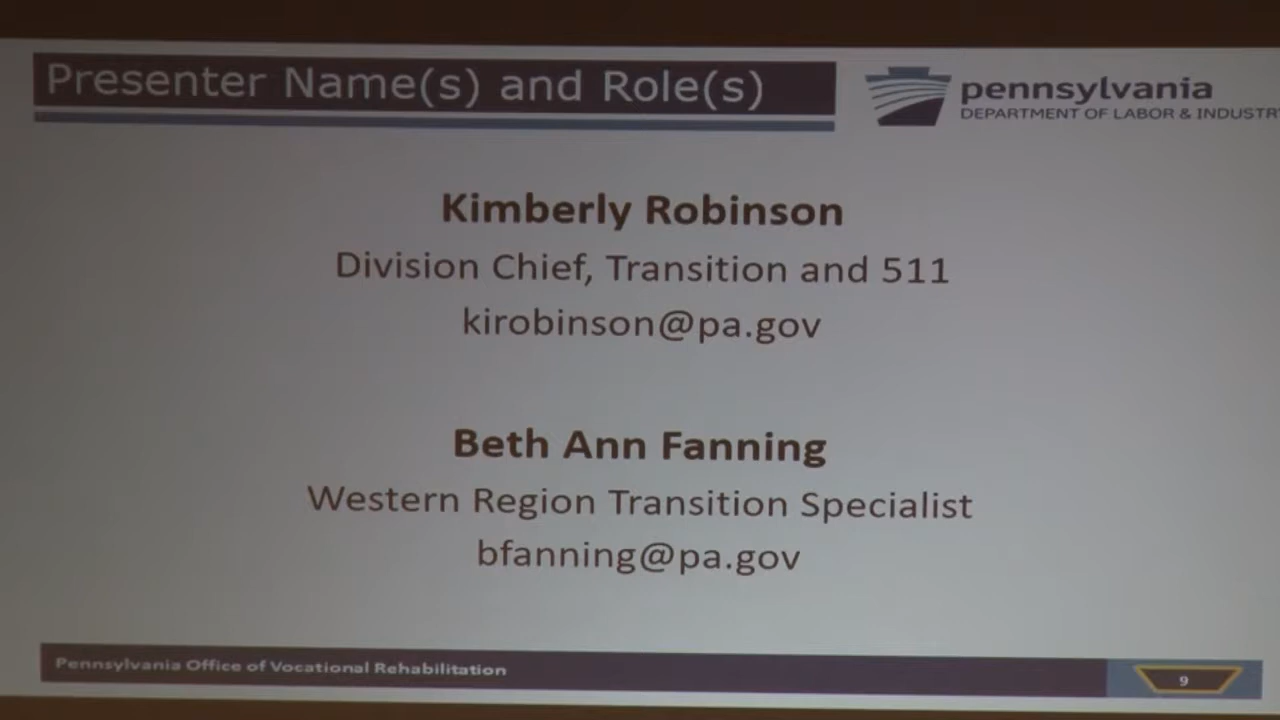 Presenter Name(s) and Role(s)
pennsylvania
DEPARTMENT OF LABOR & INDUSTR
Kimberly Robinson
Division Chief, Transition and 511
kirobinson@pa.gov
Beth Ann Fanning
Western Region Transition Specialist
bfanning@pa.gov
Pennsylvania Office of Vocational Rehabilitation
9